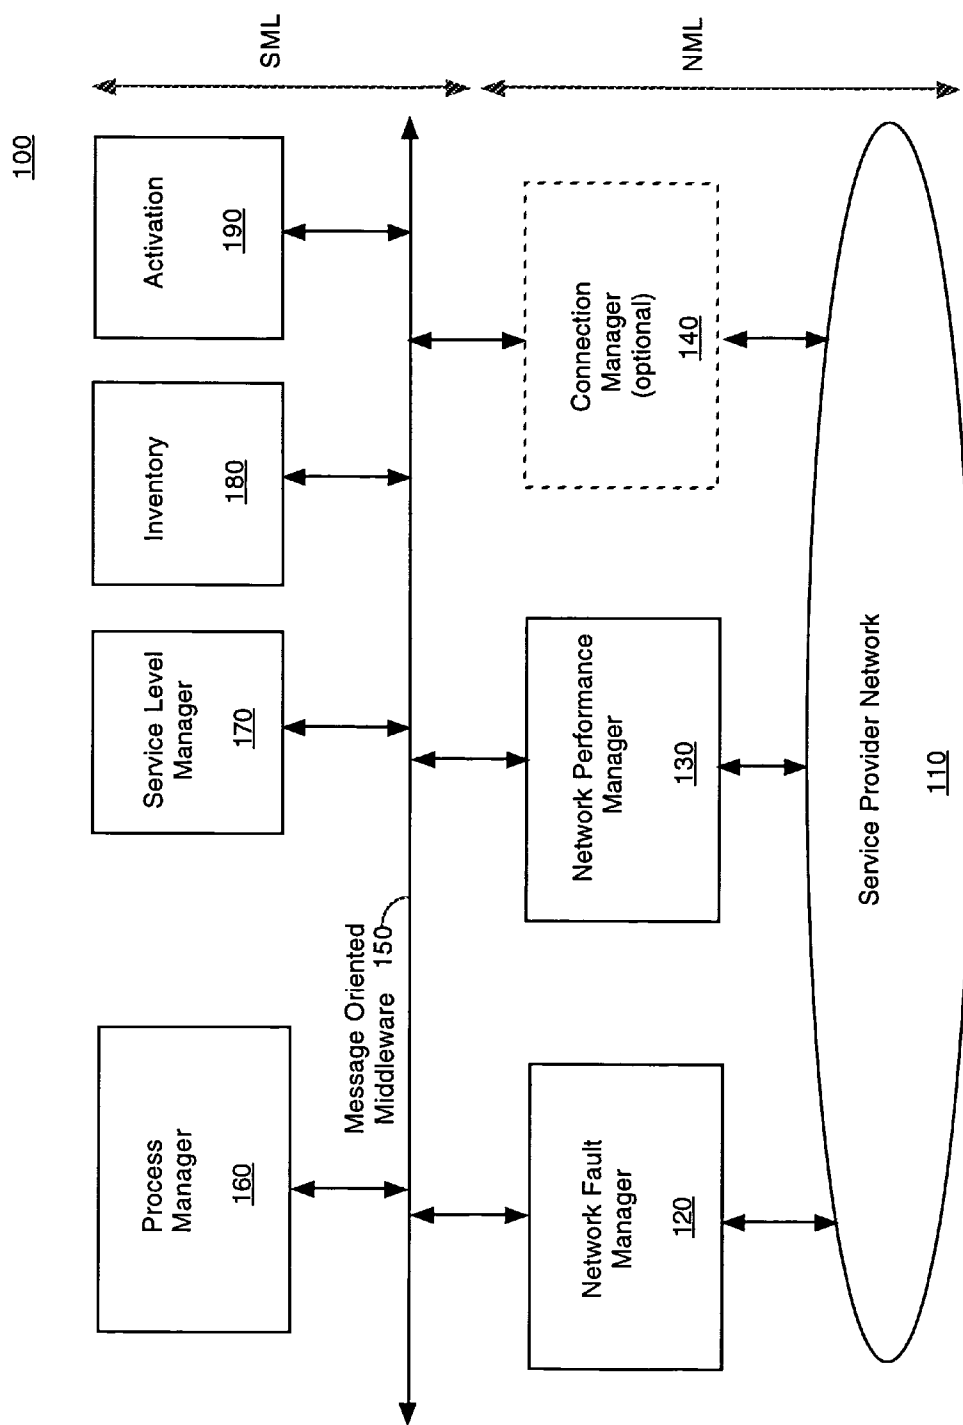 100
SML
NML
Process
Manager
160
Service Level
Manager
170
Inventory
180
Activation
190
Message Oriented
Middleware 150
Network Fault
Manager
120
Network Performance
Manager
130
Connection
Manager
(optional)
140
Service Provider Network
110